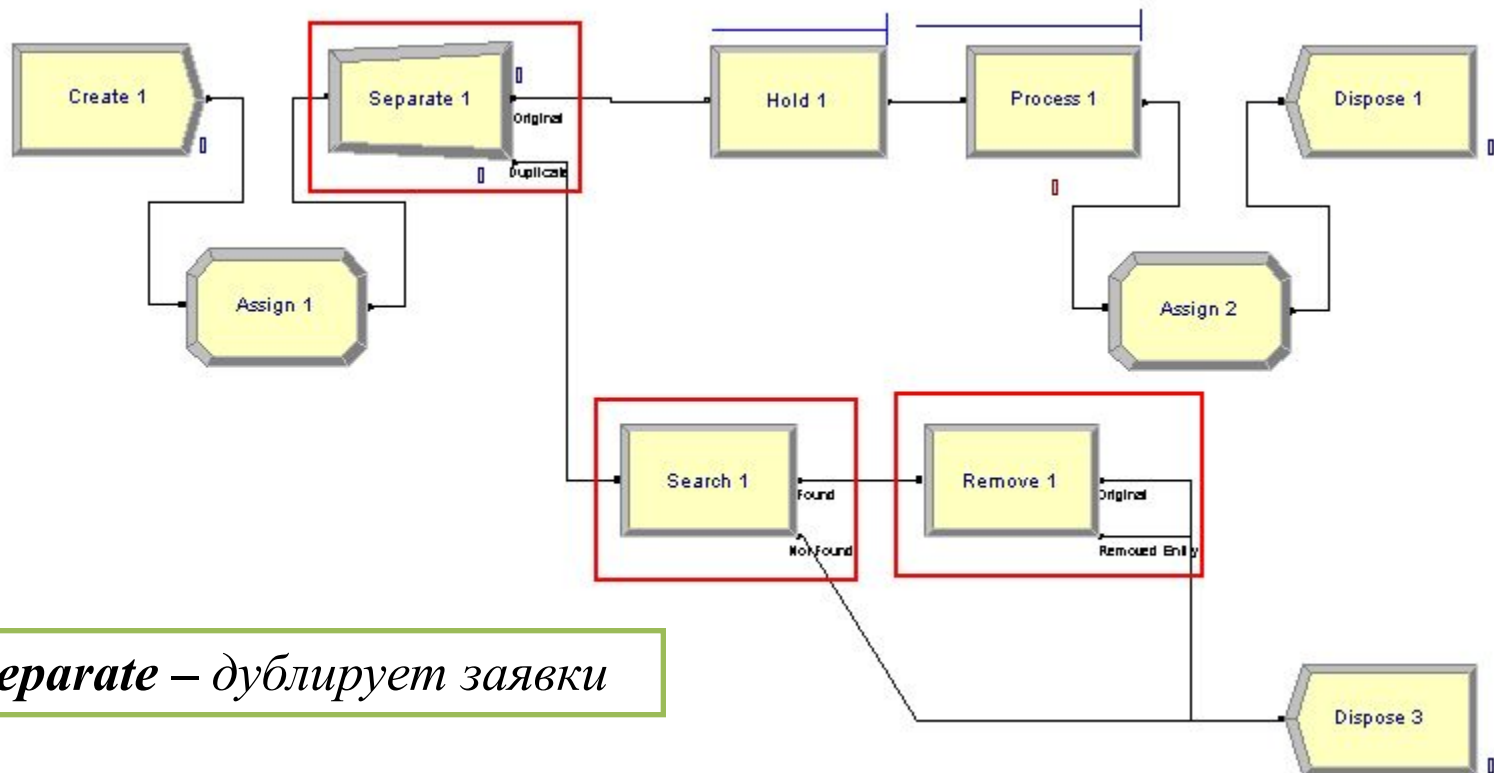 Create 1
Separate 1
Original
Duplicate
Hold 1
Process 1
Dispose 1
Assign 1
Assign 2
Search 1
Found
Not Found
Remove 1
Original
Removed Entity
eparate – дублирует заявки
Dispose 3